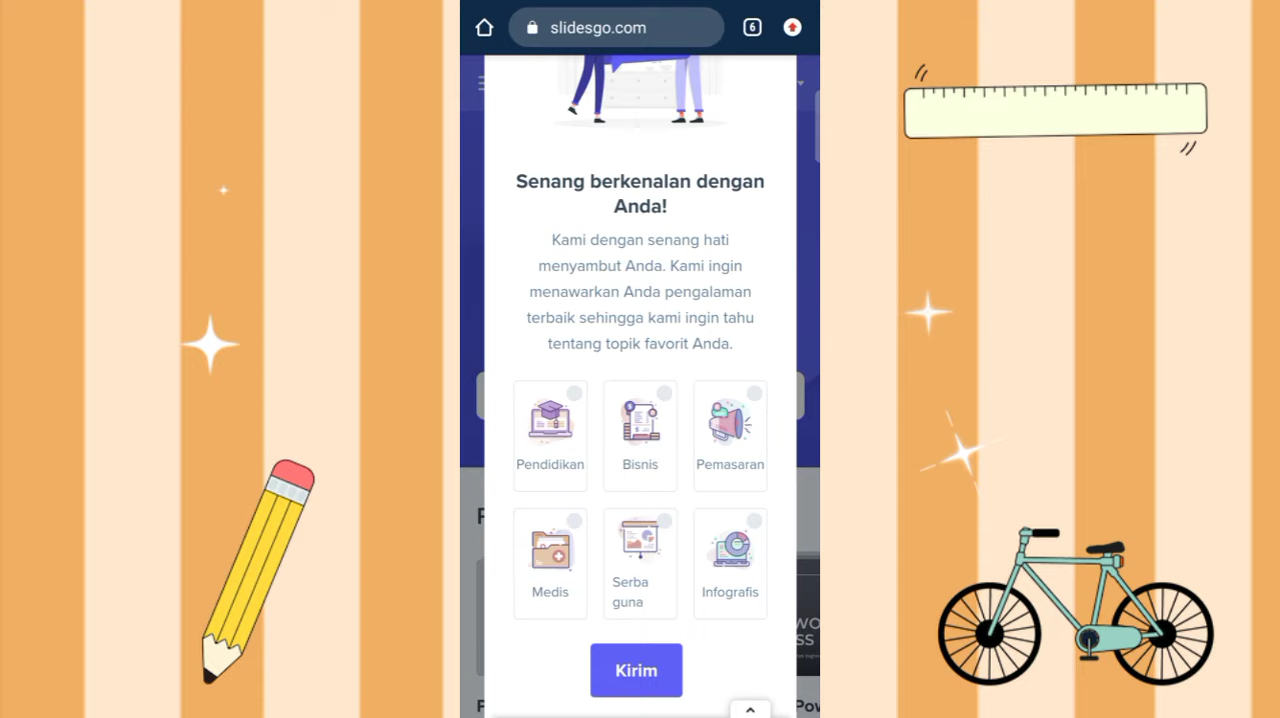 6
slidesgo.com
Senang berkenalan dengan
Anda!
Kami dengan senang hati
menyambut Anda. Kami ingin
menawarkan Anda pengalaman
terbaik sehingga kami ingin tahu
tentang topik favorit Anda.
Pendidikan
Bisnis
Pemasaran
Medis
Serba
guna
Infografis
Kirim